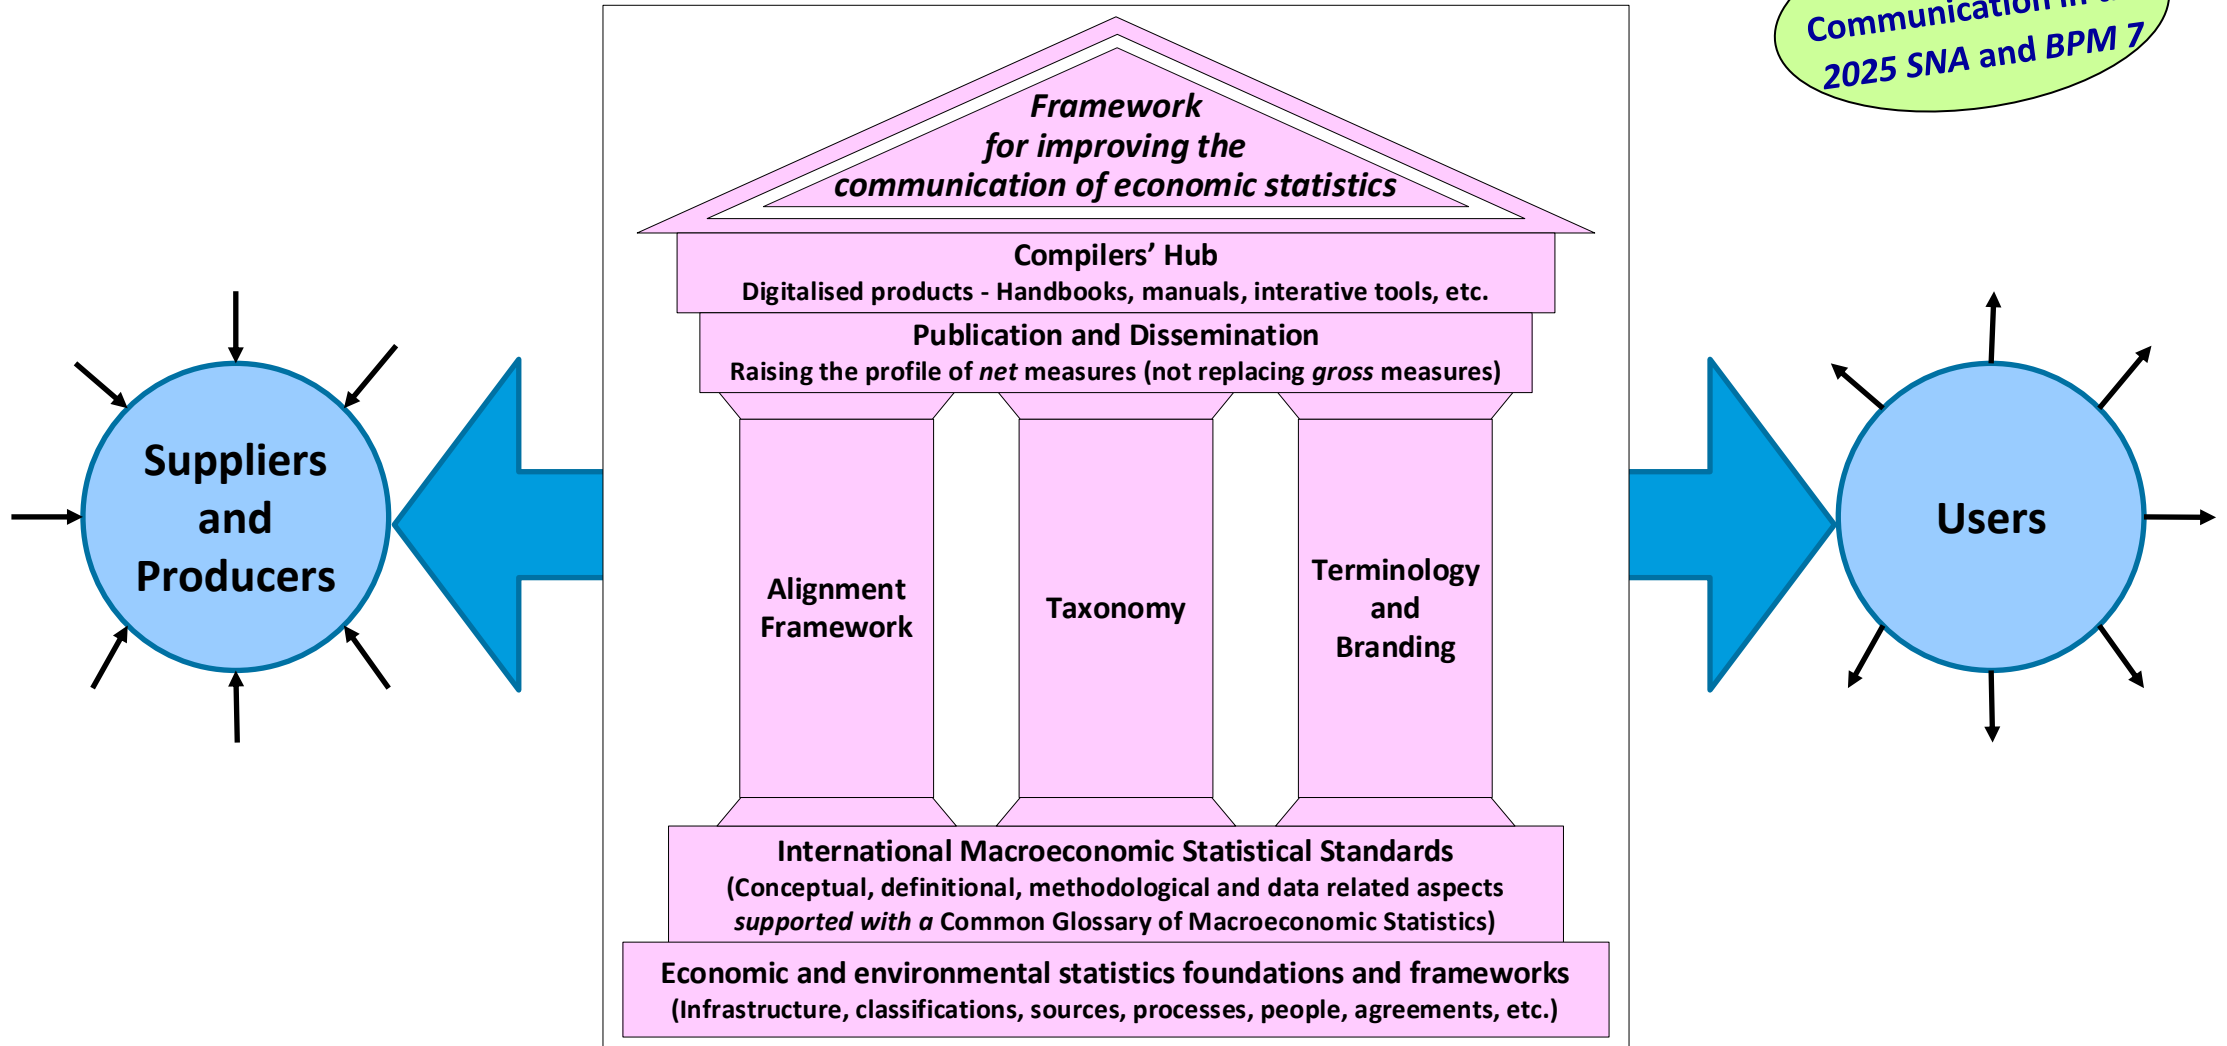 Communication in
2025 SNA and BPM 7
Framework
for improving the
communication of economic statistics
Compilers’ Hub
Digitalised products - Handbooks, manuals, interative tools, etc.
Publication and Dissemination
Raising the profile of net measures (not replacing gross measures)
Suppliers
and
Producers
Alignment
Framework
Taxonomy
Terminology
and
Branding
Users
International Macroeconomic Statistical Standards
(Conceptual, definitional, methodological and data related aspects
supported with a Common Glossary of Macroeconomic Statistics)
Economic and environmental statistics foundations and frameworks
(Infrastructure, classifications, sources, processes, people, agreements, etc.)